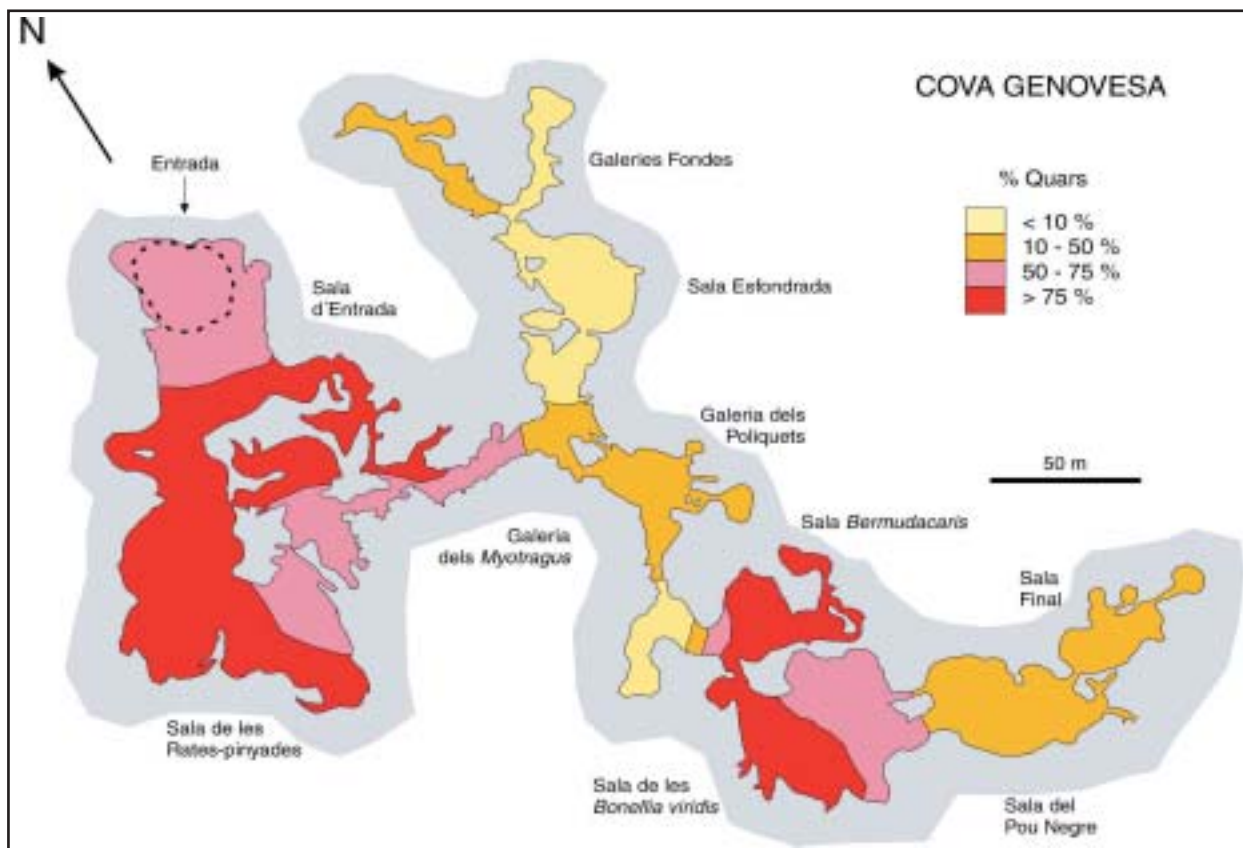 N
COVA GENOVESA
Entrada
Galeries Fondes
% Quars
< 10 %
10 - 50 %
50 - 75 %
> 75 %
Sala
d´Entrada
Sala Esfondrada
Galeria dels
Poliquets
50 m
Galeria
dels Myotragus
Sala Bermudacaris
Sala
Final
Sala de les
Rates-pinyades
Sala de les
Bonellia viridis
Sala del
Pou Negre